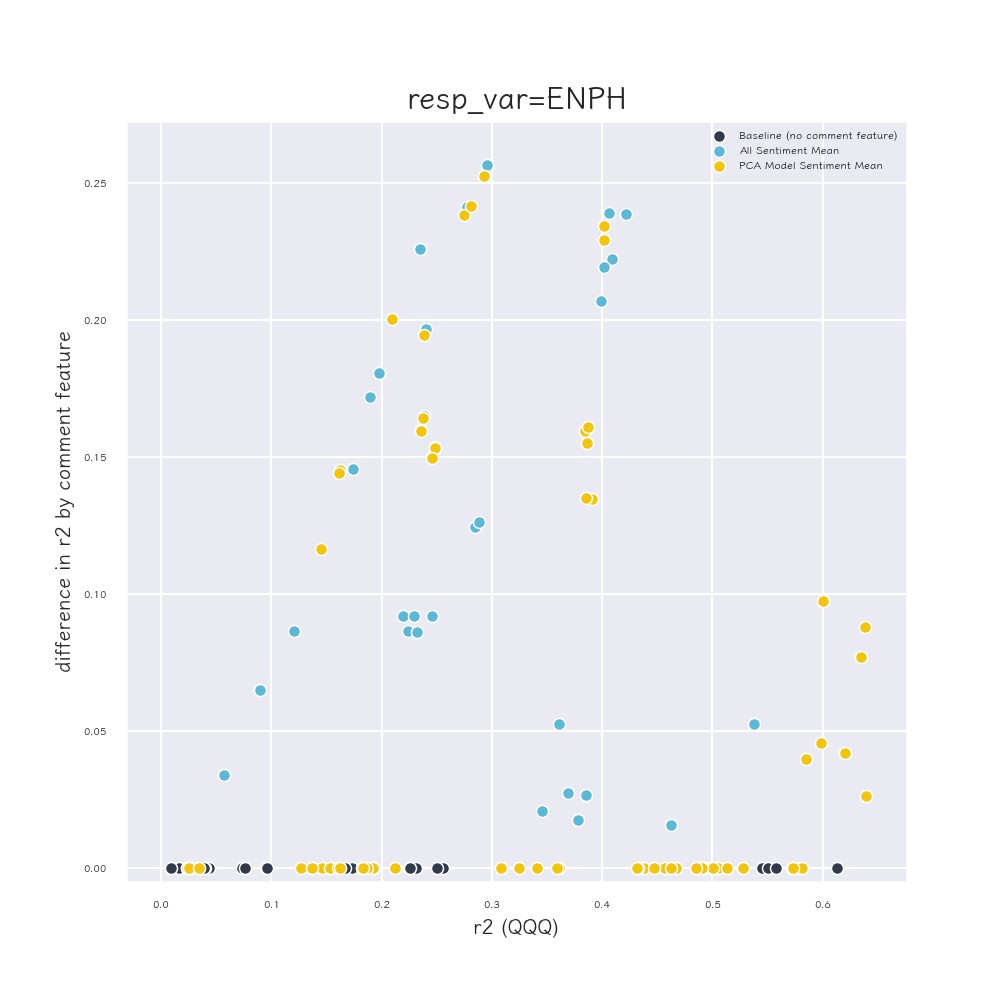 resp_var=ENPH
Baseline (no comment feature)
All Sentiment Mean
PCA Model Sentiment Mean
difference in r2 by comment feature
0.25
0.20
0.15
0.10
0.05
0.00
0.0 0.1 0.2 0.3 0.4 0.5 0.6
r2 (QQQ)